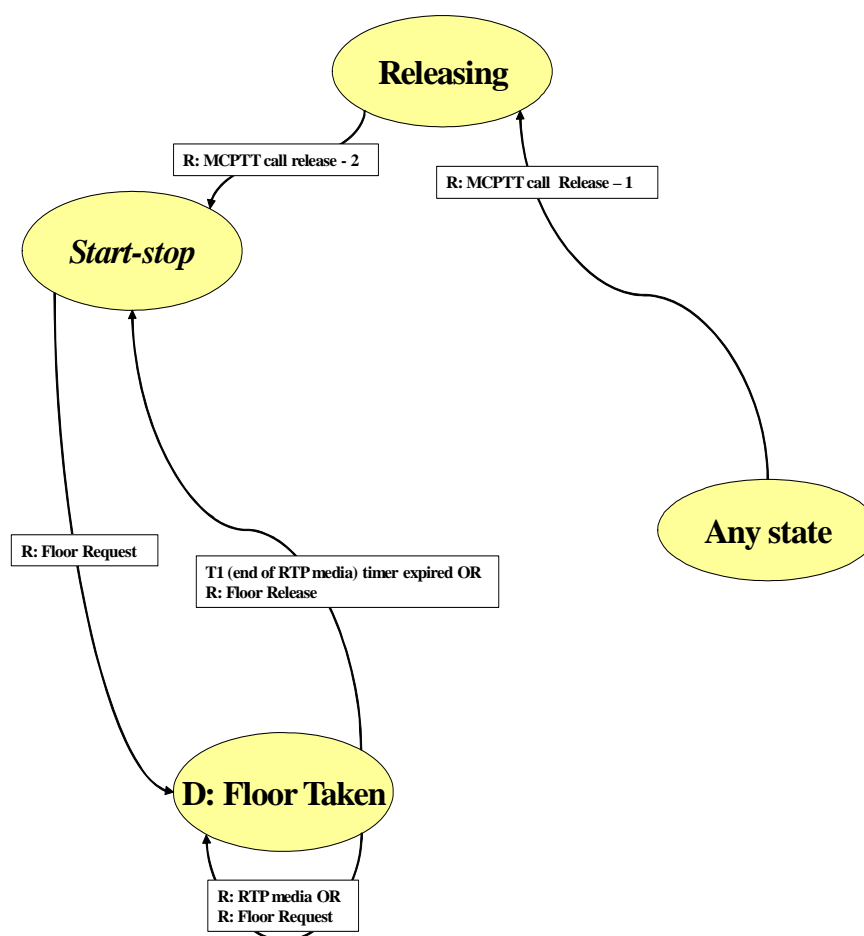 Releasing
R: MCPTT call release - 2
R: MCPTT call Release – 1
Start-stop
Any state
R: Floor Request
T1 (end of RTP media) timer expired OR
R: Floor Release
D: Floor Taken
R: RTP media OR
R: Floor Request